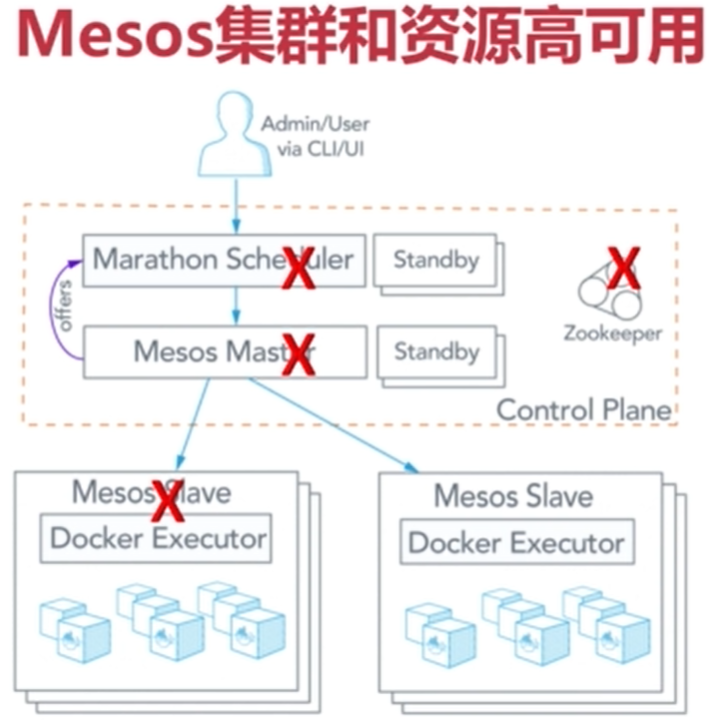 Mesos集群和资源高可用
Admin/User
via CLI/UI
Marathon Scheduler
Standby
offers
Mesos Master
Standby
Zookeeper
Control Plane
Mesos Slave
Docker Executor
Mesos Slave
Docker Executor